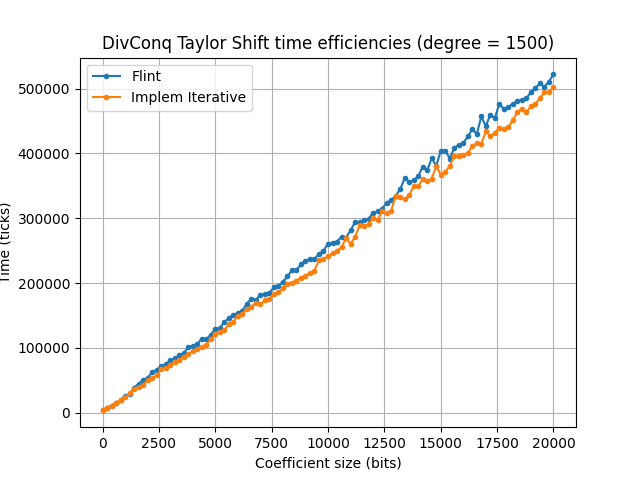 DivConq Taylor Shift time efficiencies (degree = 1500)
Flint
Implem Iterative
500000
400000
300000
200000
100000
0
Time (ticks)
0 2500 5000 7500 10000 12500 15000 17500 20000
Coefficient size (bits)